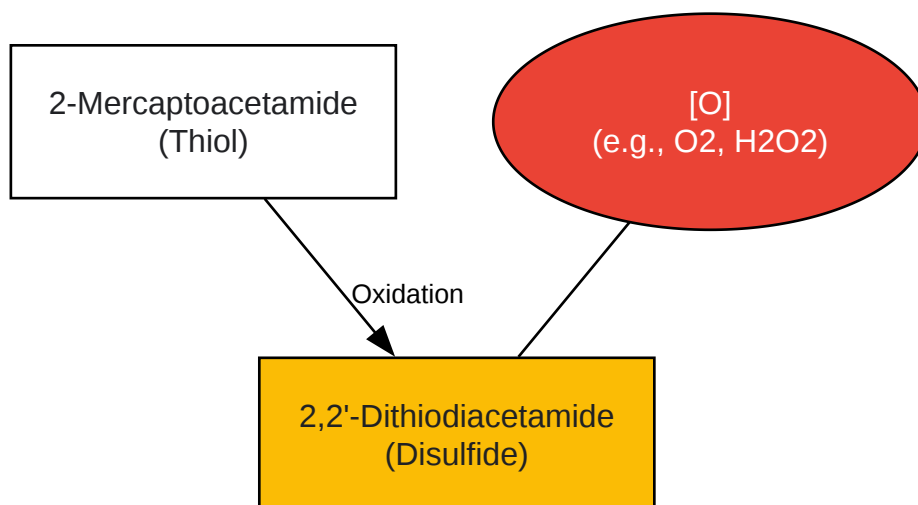 2-Mercaptoacetamide
(Thiol)
[O]
(e.g., O2, H2O2)
Oxidation
2,2'-Dithiodiacetamide
(Disulfide)